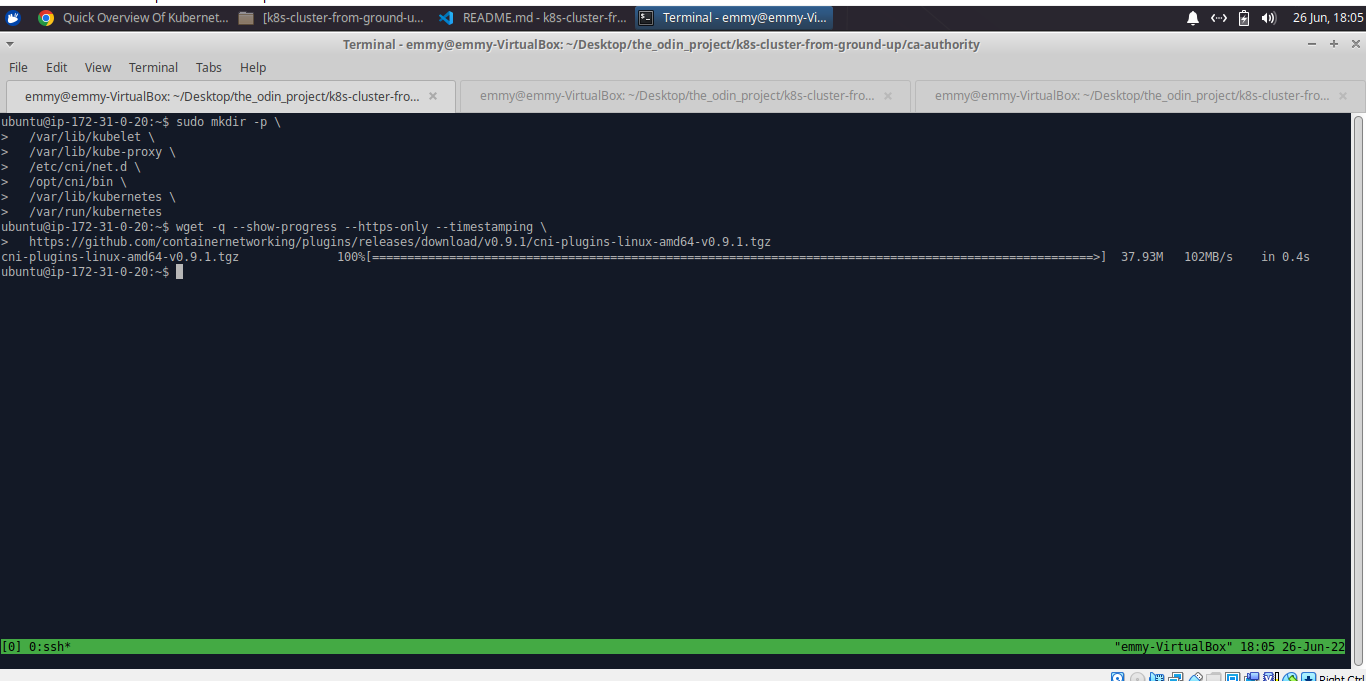 Quick Overview Of Kubernet... [k8s-cluster-from-ground-u... README.md - k8s-cluster-fr... Terminal - emmy@emmy-Vi... 26 Jun, 18:05
Terminal - emmy@emmy-VirtualBox: ~/Desktop/the_odin_project/k8s-cluster-from-ground-up/ca-authority
File Edit View Terminal Tabs Help
emmy@emmy-VirtualBox: ~/Desktop/the_odin_project/k8s-cluster-fro... emmy@emmy-VirtualBox: ~/Desktop/the_odin_project/k8s-cluster-fro... emmy@emmy-VirtualBox: ~/Desktop/the_odin_project/k8s-cluster-fro...
ubuntu@ip-172-31-0-20:~$ sudo mkdir -p \
>   /var/lib/kubelet \
>   /var/lib/kube-proxy \
>   /etc/cni/net.d \
>   /opt/cni/bin \
>   /var/lib/kubernetes \
>   /var/run/kubernetes
ubuntu@ip-172-31-0-20:~$ wget -q --show-progress --https-only --timestamping \
>   https://github.com/containernetworking/plugins/releases/download/v0.9.1/cni-plugins-linux-amd64-v0.9.1.tgz
cni-plugins-linux-amd64-v0.9.1.tgz 100%[=======================================================================================================>] 37.93M 102MB/s in 0.4s
ubuntu@ip-172-31-0-20:~$
[0] 0:ssh* "emmy-VirtualBox" 18:05 26-Jun-22
Right Ctrl